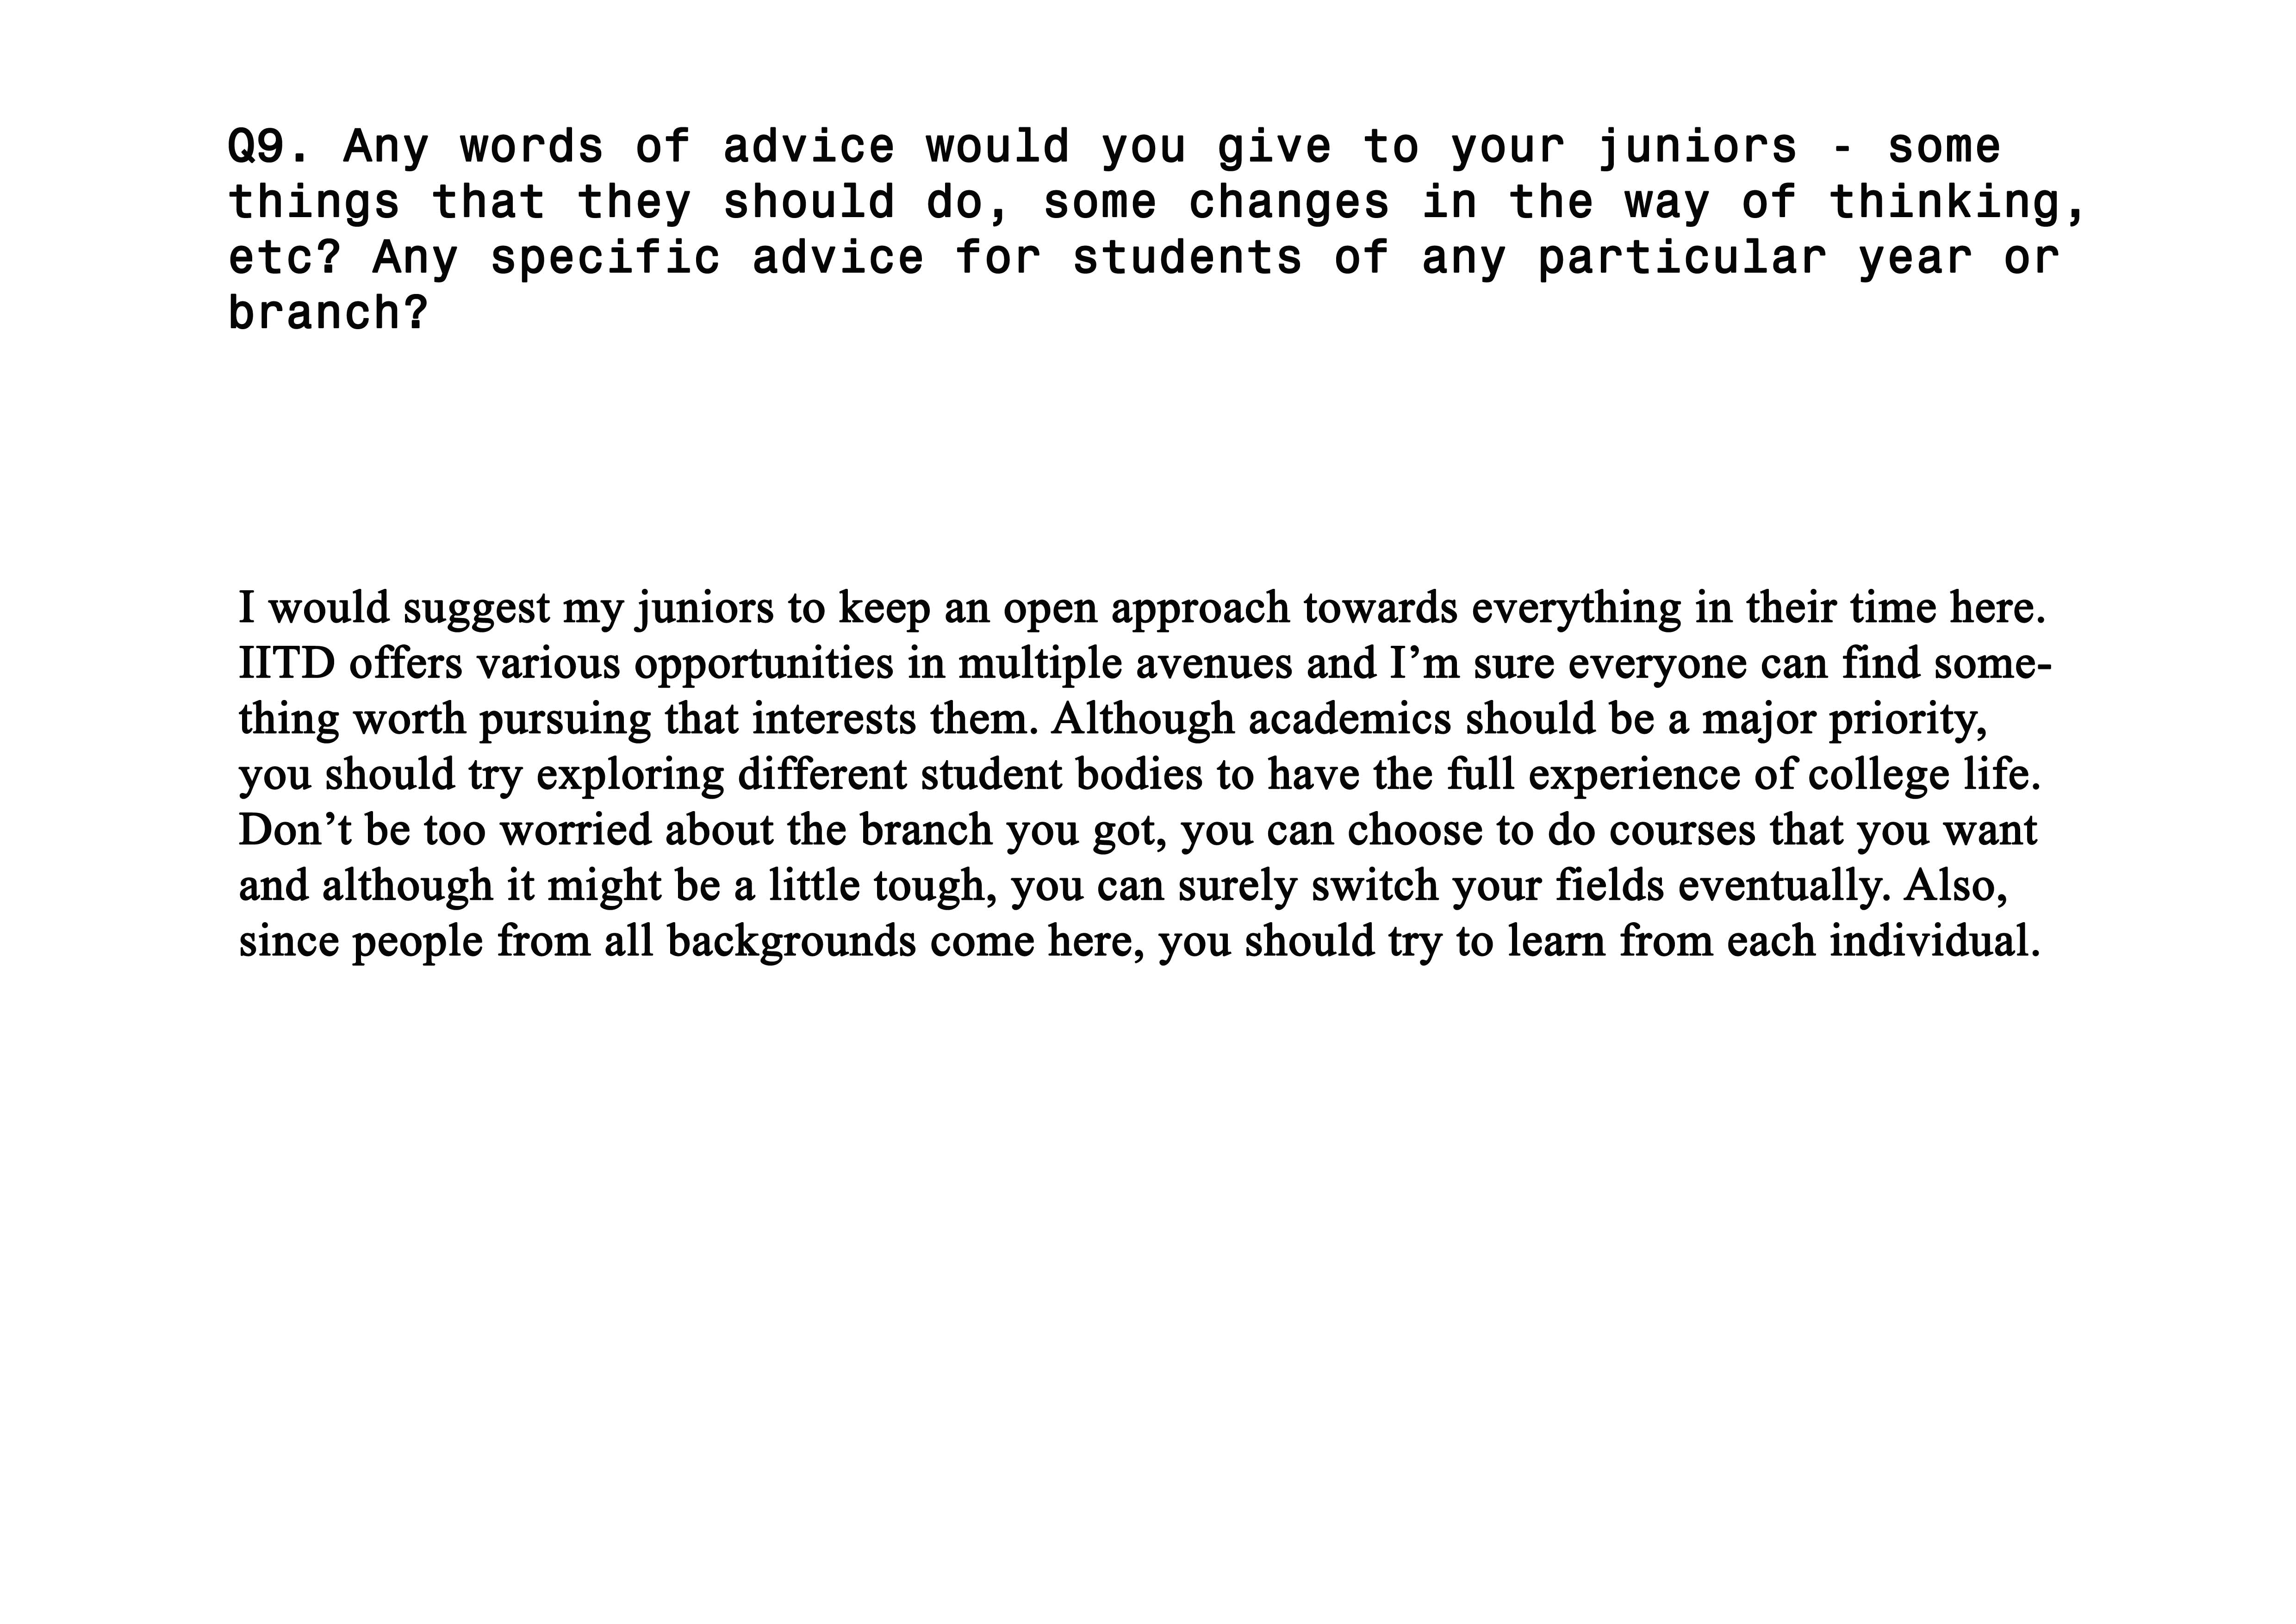 Q9. Any words of advice would you give to your juniors - some
things that they should do, some changes in the way of thinking,
etc? Any specific advice for students of any particular year or
branch?
I would suggest my juniors to keep an open approach towards everything in their time here.
IITD offers various opportunities in multiple avenues and I’m sure everyone can find some-
thing worth pursuing that interests them. Although academics should be a major priority,
you should try exploring different student bodies to have the full experience of college life.
Don’t be too worried about the branch you got, you can choose to do courses that you want
and although it might be a little tough, you can surely switch your fields eventually. Also,
since people from all backgrounds come here, you should try to learn from each individual.